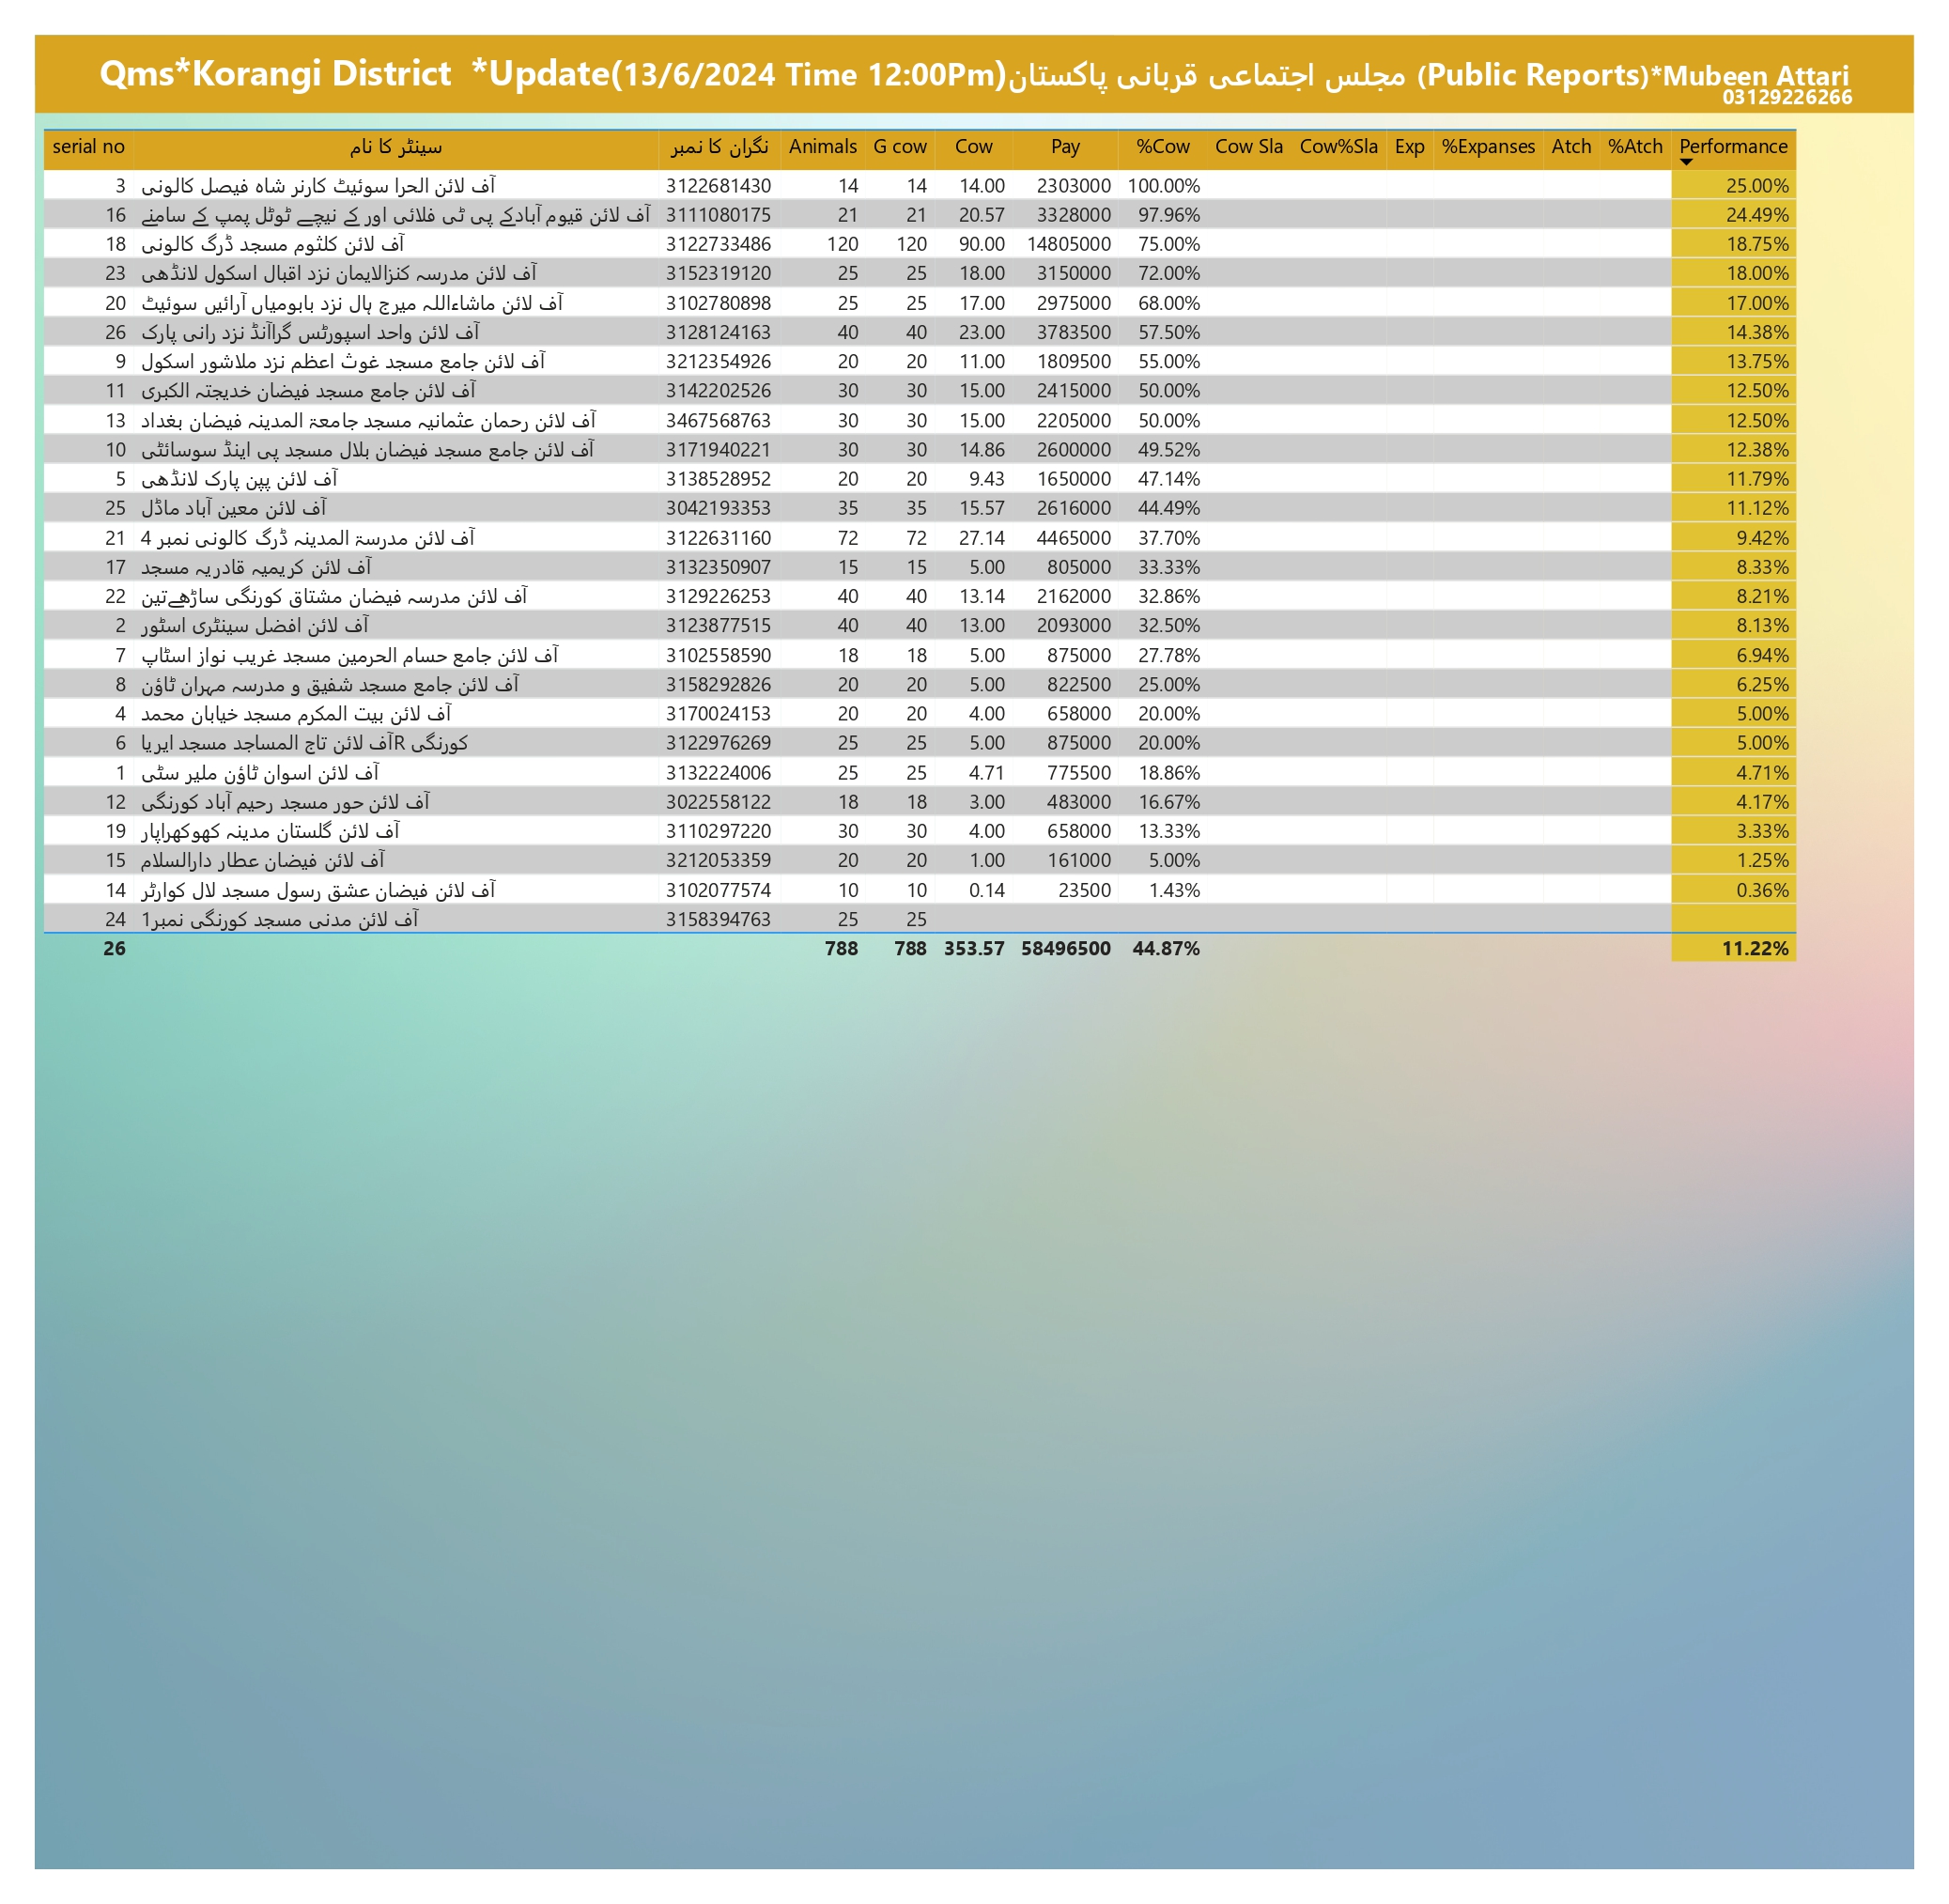 Qms*Korangi District *Update(13/6/2024 Time 12:00Pm)مجلس اجتماعی قربانی پاکستان (Public Reports)*Mubeen Attari
03129226266
serial no سینٹر کا نام نگران کا نمبر Animals G cow Cow Pay %Cow Cow Sla Cow%Sla Exp %Expanses Atch %Atch Performance
3 آف لائن الحرا سوئیٹ کارنر شاہ فیصل کالونی 3122681430 14 14 14.00 2303000 100.00% 25.00%
16 آف لائن قیوم آبادکے پی ٹی فلائی اور کے نیچے ٹوٹل پمپ کے سامنے 3111080175 21 21 20.57 3328000 97.96% 24.49%
18 آف لائن کلثوم مسجد ڈرگ کالونی 3122733486 120 120 90.00 14805000 75.00% 18.75%
23 آف لائن مدرسہ کنزالایمان نزد اقبال اسکول لانڈھی 3152319120 25 25 18.00 3150000 72.00% 18.00%
20 آف لائن ماشاءاللہ میرج ہال نزد بابومیاں آرائیں سوئیٹ 3102780898 25 25 17.00 2975000 68.00% 17.00%
26 آف لائن واحد اسپورٹس گراآنڈ نزد رانی پارک 3128124163 40 40 23.00 3783500 57.50% 14.38%
9 آف لائن جامع مسجد غوث اعظم نزد ملاشور اسکول 3212354926 20 20 11.00 1809500 55.00% 13.75%
11 آف لائن جامع مسجد فیضان خدیجتہ الکبری 3142202526 30 30 15.00 2415000 50.00% 12.50%
13 آف لائن رحمان عثمانیہ مسجد جامعۃ المدینہ فیضان بغداد 3467568763 30 30 15.00 2205000 50.00% 12.50%
10 آف لائن جامع مسجد فیضان بلال مسجد پی اینڈ سوسائٹی 3171940221 30 30 14.86 2600000 49.52% 12.38%
5 آف لائن پپن پارک لانڈھی 3138528952 20 20 9.43 1650000 47.14% 11.79%
25 آف لائن معین آباد ماڈل 3042193353 35 35 15.57 2616000 44.49% 11.12%
21 آف لائن مدرسۃ المدینہ ڈرگ کالونی نمبر 4 3122631160 72 72 27.14 4465000 37.70% 9.42%
17 آف لائن کریمیہ قادریہ مسجد 3132350907 15 15 5.00 805000 33.33% 8.33%
22 آف لائن مدرسہ فیضان مشتاق کورنگی ساڑھےتین 3129226253 40 40 13.14 2162000 32.86% 8.21%
2 آف لائن افضل سینٹری اسٹور 3123877515 40 40 13.00 2093000 32.50% 8.13%
7 آف لائن جامع حسام الحرمین مسجد غریب نواز اسٹاپ 3102558590 18 18 5.00 875000 27.78% 6.94%
8 آف لائن جامع مسجد شفیق و مدرسہ مہران ٹاؤن 3158292826 20 20 5.00 822500 25.00% 6.25%
4 آف لائن بیت المکرم مسجد خیابان محمد 3170024153 20 20 4.00 658000 20.00% 5.00%
6 آف لائن تاج المساجد مسجد ایریاR کورنگی 3122976269 25 25 5.00 875000 20.00% 5.00%
1 آف لائن اسوان ٹاؤن ملیر سٹی 3132224006 25 25 4.71 775500 18.86% 4.71%
12 آف لائن حور مسجد رحیم آباد کورنگی 3022558122 18 18 3.00 483000 16.67% 4.17%
19 آف لائن گلستان مدینہ کھوکھراپار 3110297220 30 30 4.00 658000 13.33% 3.33%
15 آف لائن فیضان عطار دارالسلام 3212053359 20 20 1.00 161000 5.00% 1.25%
14 آف لائن فیضان عشق رسول مسجد لال کوارٹر 3102077574 10 10 0.14 23500 1.43% 0.36%
24 آف لائن مدنی مسجد کورنگی نمبر1 3158394763 25 25
26 788 788 353.57 58496500 44.87% 11.22%